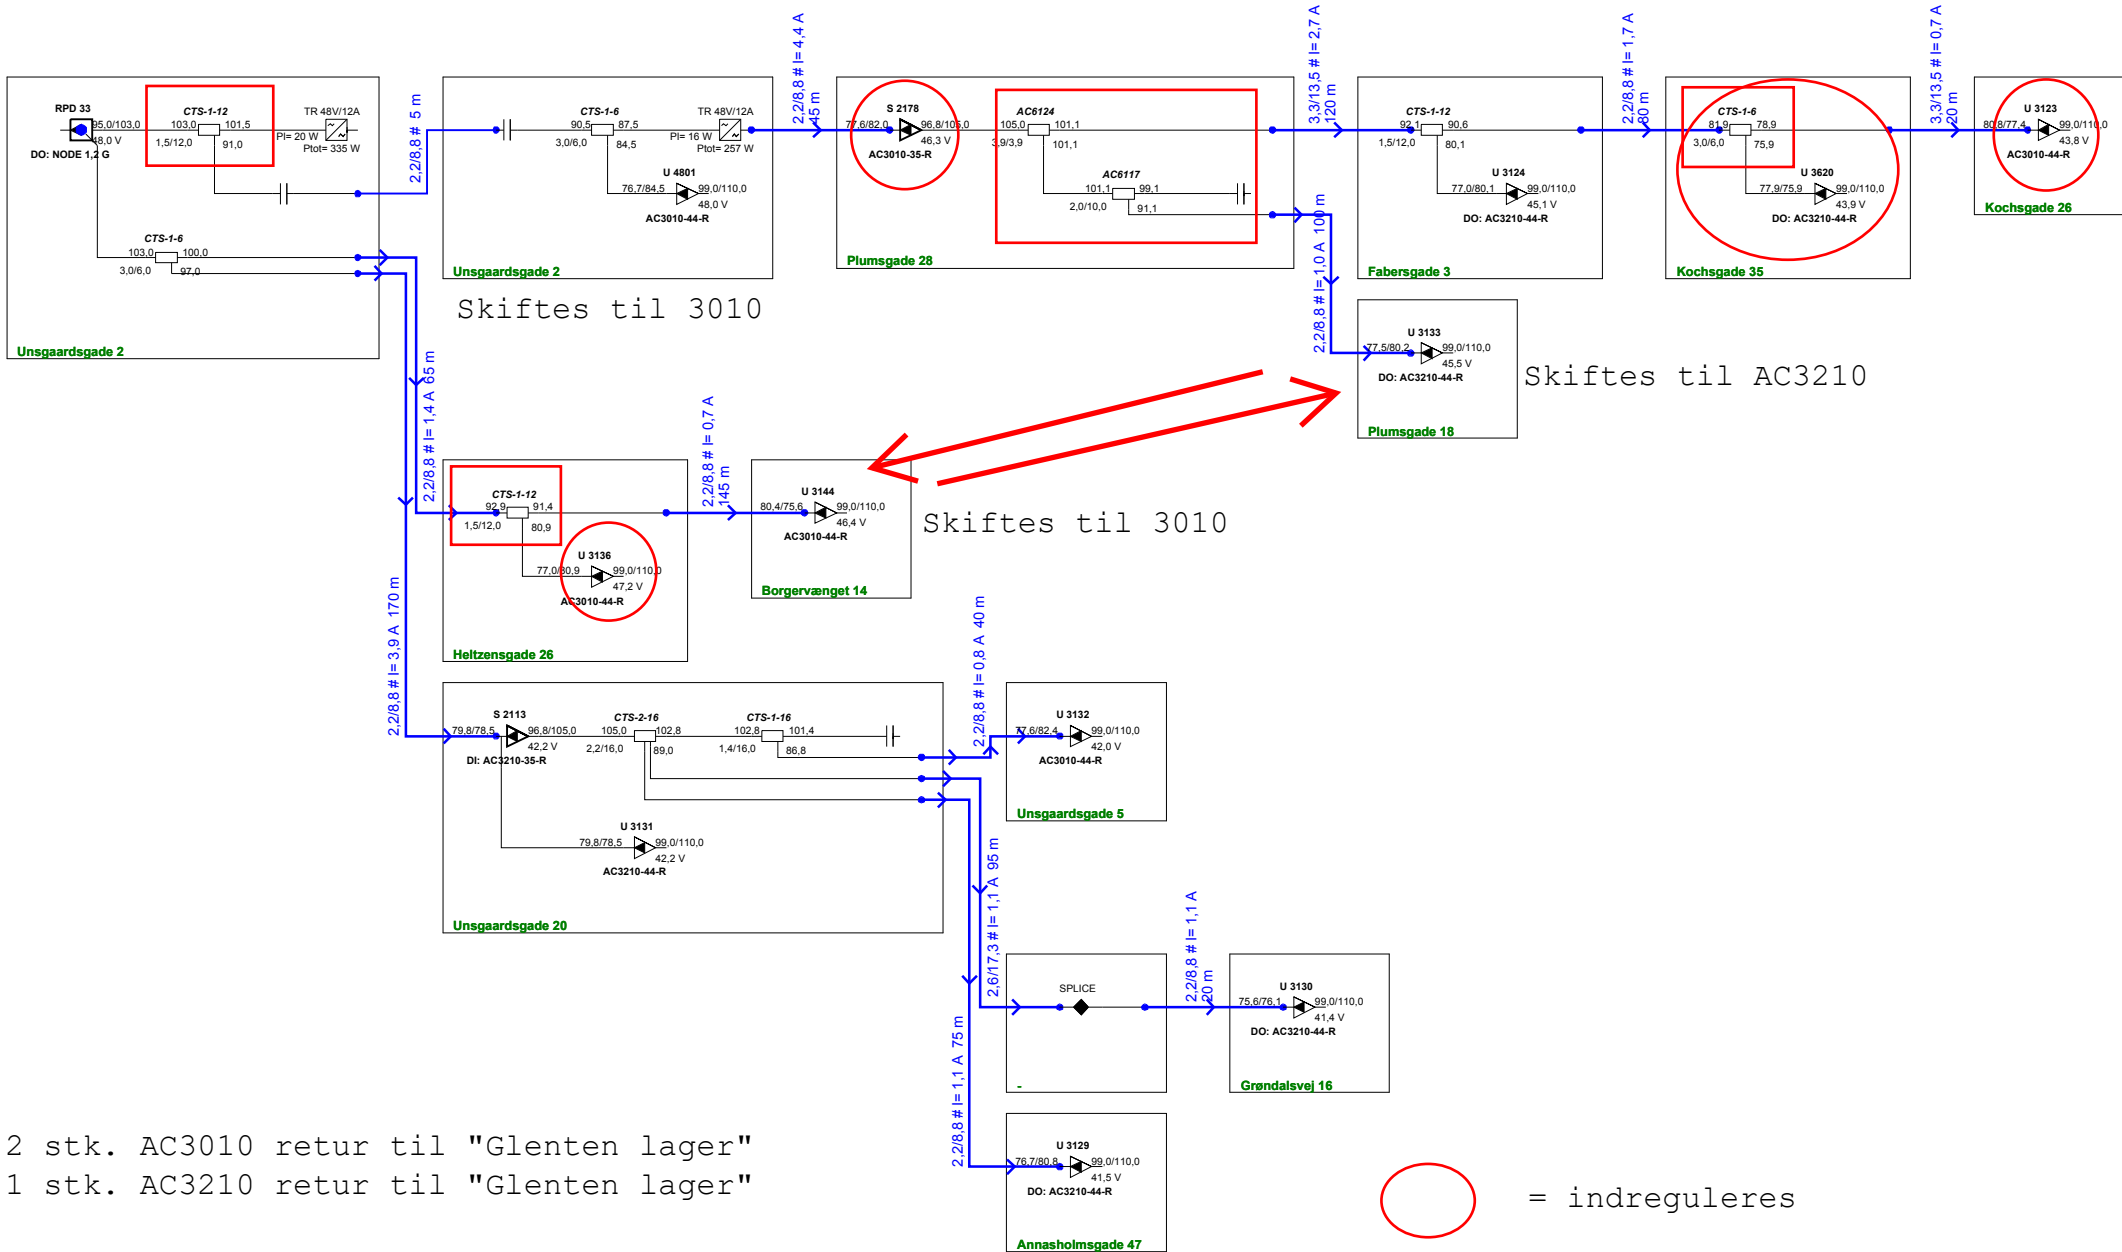 RPD 33
95,0/103,0
48,0 V
DO: NODE 1,2 G
CTS-1-12
103,0 101,5
1,5/12,0 91,0
TR 48V/12A
PI= 20 W
Ptot= 335 W
CTS-1-6
103,0 100,0
3,0/6,0 97,0
Unsgaardsgade 2
2,2/8,8 # 5 m
CTS-1-6
90,5 87,5
3,0/6,0 84,5
TR 48V/12A
PI= 16 W
Ptot= 257 W
U 4801
76,7/84,5 99,0/110,0
48,0 V
AC3010-44-R
Unsgaardsgade 2
Skiftes til 3010
2,2/8,8 # I= 4,4 A
45 m
S 2178
77,6/82,0 96,8/105,0
46,3 V
AC3010-35-R
AC6124
105,0 101,1
3,9/3,9 101,1
AC6117
101,1 99,1
2,0/10,0 91,1
Plumsgade 28
3,3/13,5 # I= 2,7 A
120 m
2,2/8,8 # I= 1,0 A 100 m
CTS-1-12
92,1 90,6
1,5/12,0 80,1
U 3124
77,0/80,1 99,0/110,0
45,1 V
DO: AC3210-44-R
Fabersgade 3
2,2/8,8 # I= 1,7 A
80 m
CTS-1-6
81,9 78,9
3,0/6,0 75,9
U 3620
77,9/75,9 99,0/110,0
43,9 V
DO: AC3210-44-R
Kochsgade 35
3,3/13,5 # I= 0,7 A
20 m
U 3123
80,8/77,4 99,0/110,0
43,8 V
AC3010-44-R
Kochsgade 26
U 3133
77,5/80,2 99,0/110,0
45,5 V
DO: AC3210-44-R
Plumsgade 18
Skiftes til AC3210
2,2/8,8 # I= 1,4 A 65 m
CTS-1-12
92,9 91,4
1,5/12,0 80,9
U 3136
77,0/80,9 99,0/110,0
47,2 V
AC3010-44-R
Heltzensgade 26
2,2/8,8 # I= 0,7 A
145 m
U 3144
80,4/75,6 99,0/110,0
46,4 V
AC3010-44-R
Borgervænget 14
Skiftes til 3010
2,2/8,8 # I= 3,9 A 170 m
S 2113
79,8/78,5 96,8/105,0
42,2 V
DI: AC3210-35-R
CTS-2-16
105,0 102,8
2,2/16,0 89,0
CTS-1-16
102,8 101,4
1,4/16,0 86,8
U 3131
79,8/78,5 99,0/110,0
42,2 V
AC3210-44-R
Unsgaardsgade 20
2,2/8,8 # I= 0,8 A 40 m
U 3132
77,6/82,4 99,0/110,0
42,0 V
AC3010-44-R
Unsgaardsgade 5
2,6/17,3 # I= 1,1 A 95 m
SPLICE
-
2,2/8,8 # I= 1,1 A
20 m
U 3130
75,6/76,1 99,0/110,0
41,4 V
DO: AC3210-44-R
Grøndalsvej 16
2,2/8,8 # I= 1,1 A 75 m
U 3129
76,7/80,8 99,0/110,0
41,5 V
DO: AC3210-44-R
Annasholmsgade 47
2 stk. AC3010 retur til "Glenten lager"
1 stk. AC3210 retur til "Glenten lager"
= indreguleres